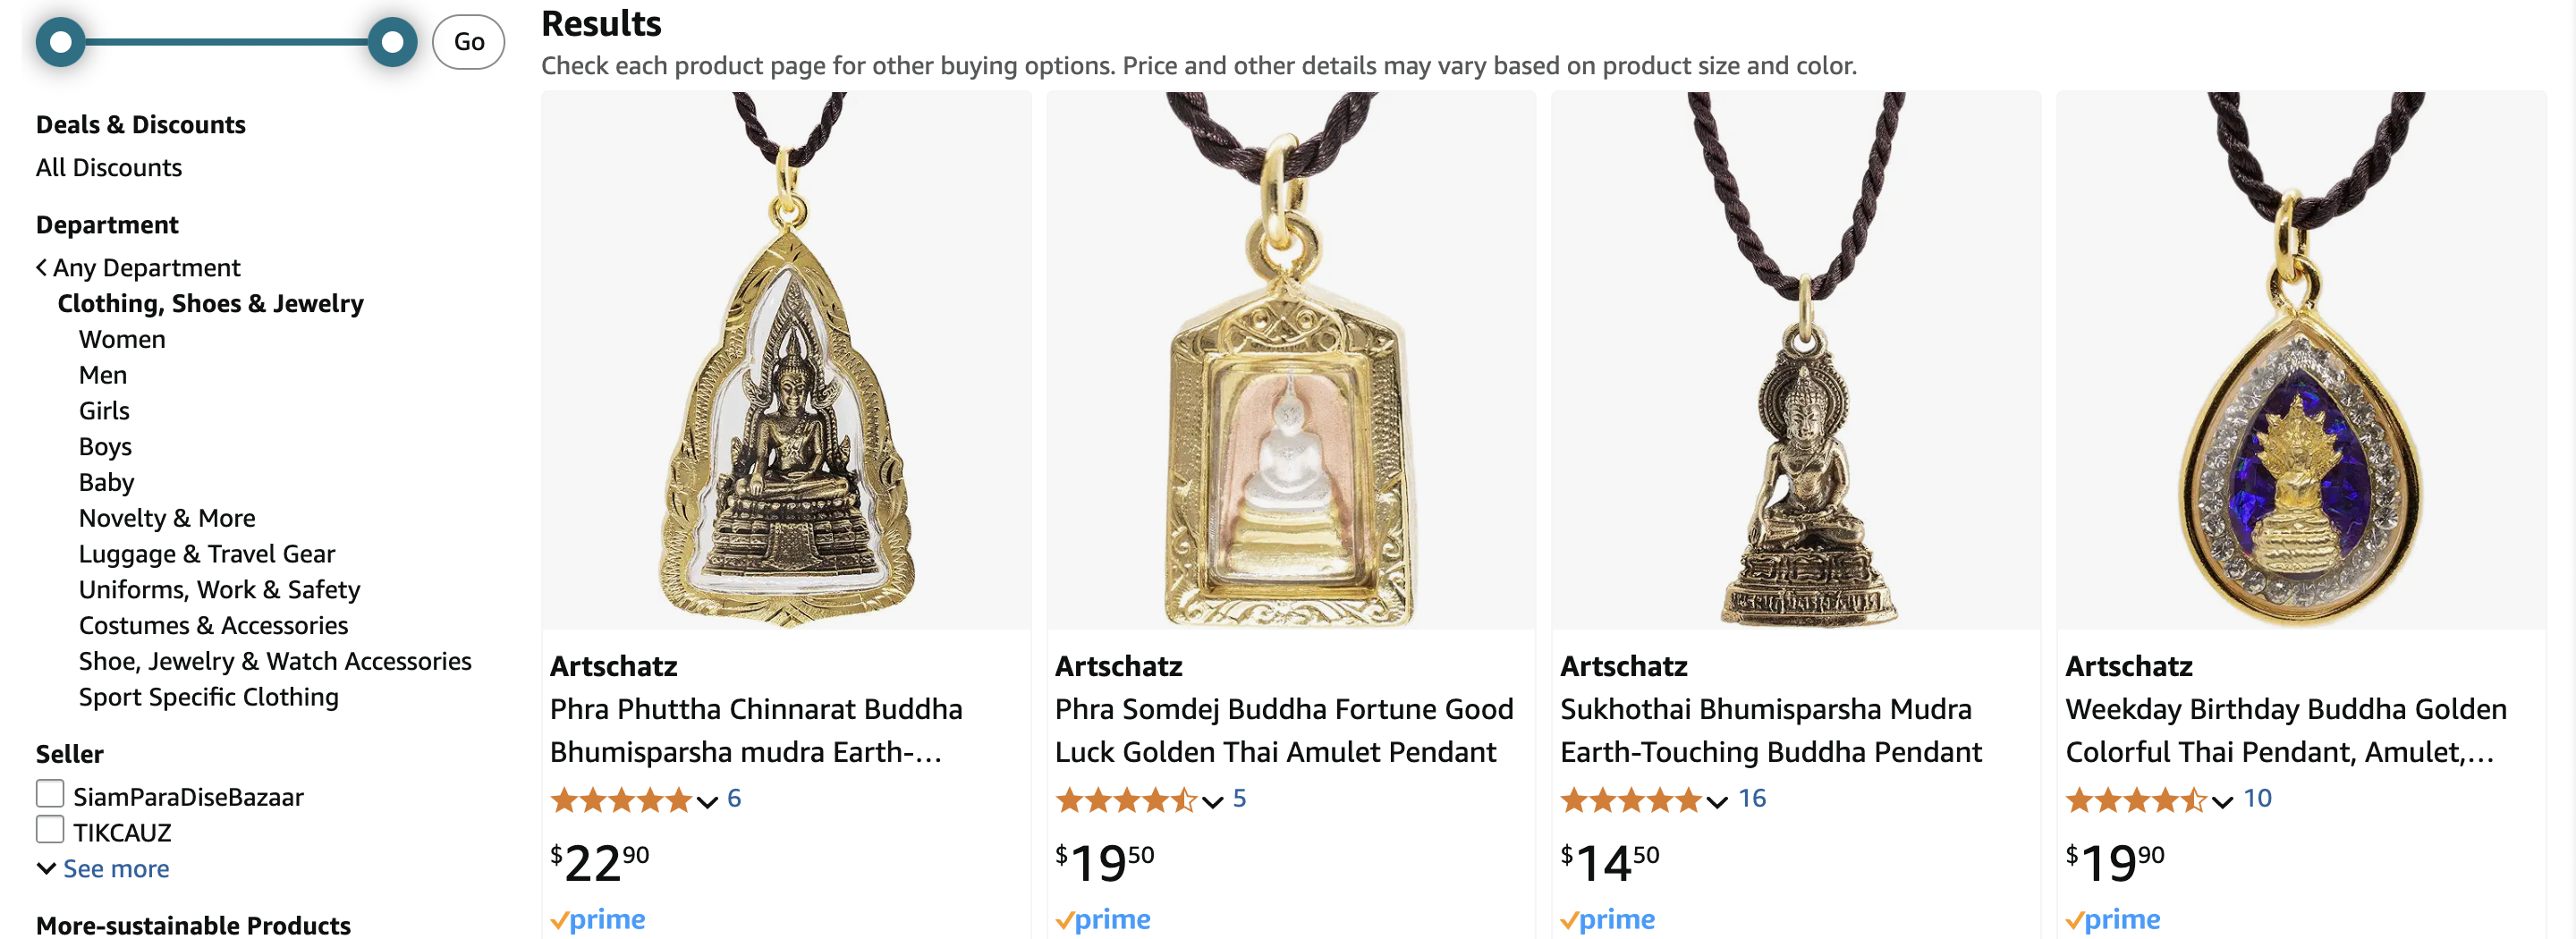 Go
Deals & Discounts
All Discounts
Department
Any Department
Clothing, Shoes & Jewelry
Women
Men
Girls
Boys
Baby
Novelty & More
Luggage & Travel Gear
Uniforms, Work & Safety
Costumes & Accessories
Shoe, Jewelry & Watch Accessories
Sport Specific Clothing
Seller
SiamParaDiseBazaar
TIKCAUZ
See more
More-sustainable Products
Results
Check each product page for other buying options. Price and other details may vary based on product size and color.
Artschatz
Phra Phuttha Chinnarat Buddha
Bhumisparsha mudra Earth-…
6
$22.90
prime
Artschatz
Phra Somdej Buddha Fortune Good
Luck Golden Thai Amulet Pendant
5
$19.50
prime
Artschatz
Sukhothai Bhumisparsha Mudra
Earth-Touching Buddha Pendant
16
$14.50
prime
Artschatz
Weekday Birthday Buddha Golden
Colorful Thai Pendant, Amulet,…
10
$19.90
prime